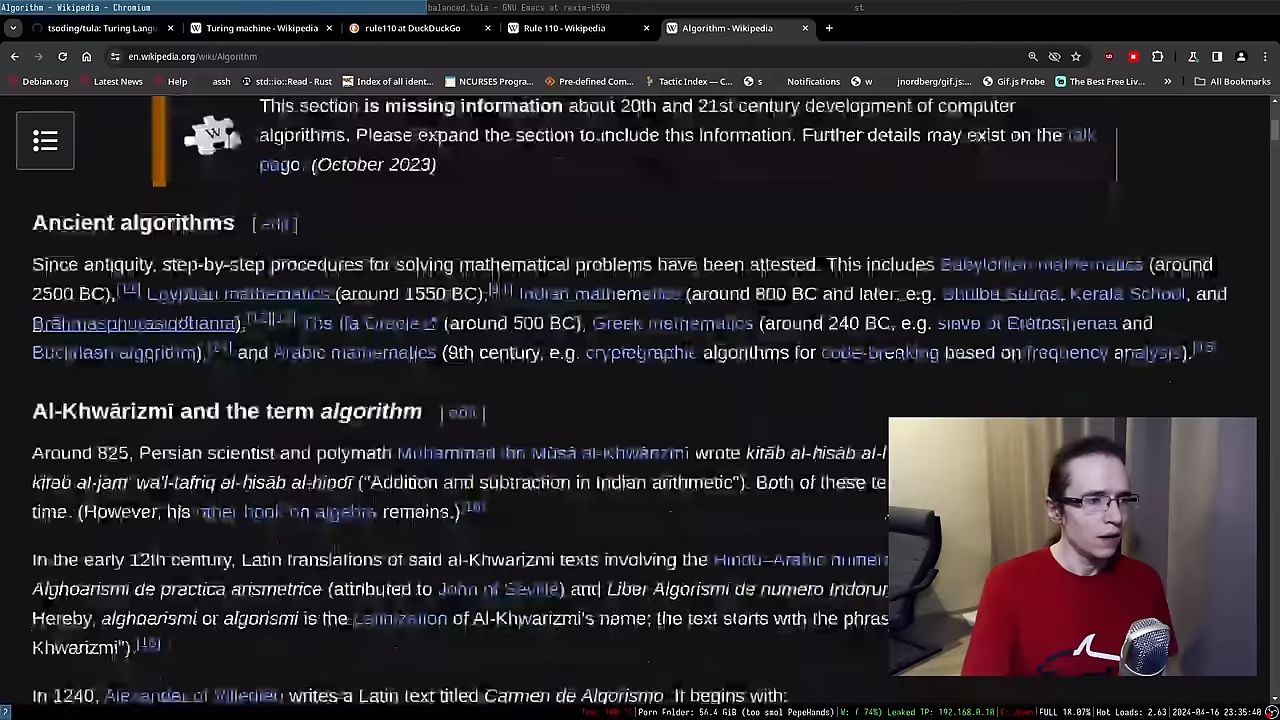 Algorithm - Wikipedia - Chromium
balanced.tula - GNU Emacs at rexim-b590
st
tsoding/tula: Turing Langu
Turing machine - Wikipedia
rule110 at DuckDuckGo
Rule 110 - Wikipedia
Algorithm - Wikipedia
en.wikipedia.org/wiki/Algorithm
Debian.org
Latest News
Help
assh
std::io::Read - Rust
Index of all ident...
NCURSES Progra...
Pre-defined Com...
Tactic Index — C...
s
Notifications
w
jnordberg/gif.js:...
Gif.js Probe
The Best Free Liv...
»
All Bookmarks
This section is missing information about 20th and 21st century development of computer
algorithms. Please expand the section to include this information. Further details may exist on the talk
page. (October 2023)
Ancient algorithms [edit]
Since antiquity, step-by-step procedures for solving mathematical problems have been attested. This includes Babylonian mathematics (around
2500 BC), Egyptian mathematics (around 1550 BC), Indian mathematics (around 800 BC and later, e.g. Shulba Sutras, Kerala School, and
Brāhmasphuṭasiddhānta), The Ifa Oracle (around 500 BC), Greek mathematics (around 240 BC, e.g. sieve of Eratosthenes and
Euclidean algorithm), and Arabic mathematics (9th century, e.g. cryptographic algorithms for code-breaking based on frequency analysis).
Al-Khwārizmī and the term algorithm [edit]
Around 825, Persian scientist and polymath Muḥammad ibn Mūsā al-Khwārizmī wrote kitāb al-ḥisāb al-
kitab al-jam' wa'l-tafriq al-ḥisāb al-hindī ("Addition and subtraction in Indian arithmetic"). Both of these te
time. (However, his other book on algebra remains.)
In the early 12th century, Latin translations of said al-Khwarizmi texts involving the Hindu–Arabic numer
Alghoarismi de practica arismetrice (attributed to John of Seville) and Liber Algorismi de numero Indorur
Hereby, alghoarismi or algorismi is the Latinization of Al-Khwarizmi's name; the text starts with the phras
Khwarizmi").
In 1240, Alexander of Villedieu writes a Latin text titled Carmen de Algorismo. It begins with:
Porn Folder: 56.4 GiB (too smol PepeHands)
W: ( 74%) Leaked IP: 192.168.0.10
E: down
FULL 18.07%
Hot Loads: 2.63
2024-04-16 23:35:40